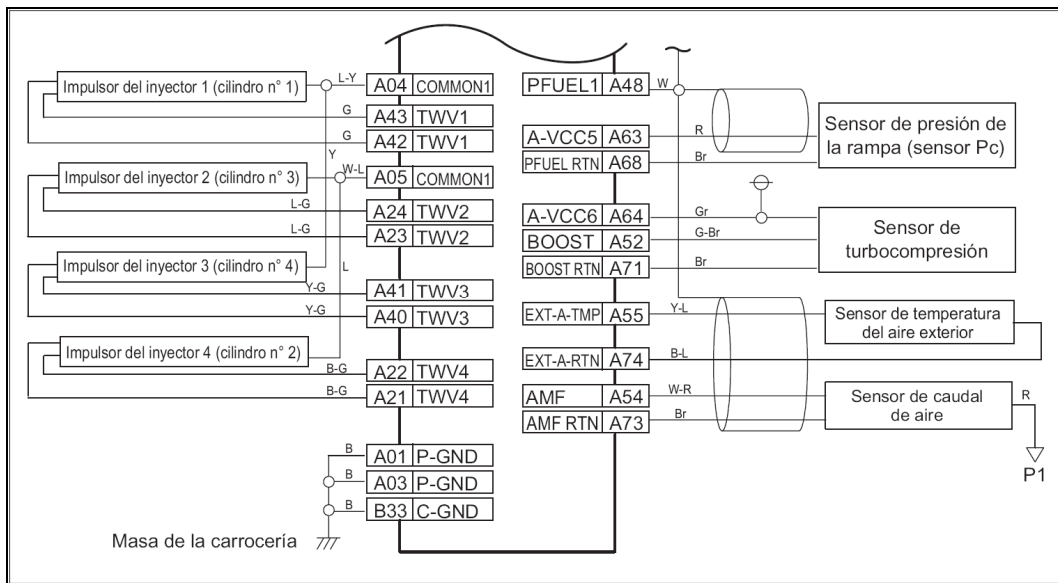 Impulsor del inyector 1 (cilindro n° 1)
L-Y
A04 COMMON1
G
A43 TWV1
G
A42 TWV1
Y
Impulsor del inyector 2 (cilindro n° 3)
W-L
A05 COMMON1
L-G
A24 TWV2
L-G
A23 TWV2
Impulsor del inyector 3 (cilindro n° 4)
L
Y-G
A41 TWV3
Y-G
A40 TWV3
Impulsor del inyector 4 (cilindro n° 2)
B-G
A22 TWV4
B-G
A21 TWV4
B
A01 P-GND
B
A03 P-GND
B
B33 C-GND
Masa de la carrocería
PFUEL1 A48
W
A-VCC5 A63
R
PFUEL RTN A68
Br
Sensor de presión de
la rampa (sensor Pc)
A-VCC6 A64
Gr
BOOST A52
G-Br
BOOST RTN A71
Br
Sensor de
turbocompresión
EXT-A-TMP A55
Y-L
EXT-A-RTN A74
B-L
Sensor de temperatura
del aire exterior
AMF A54
W-R
AMF RTN A73
Br
Sensor de caudal
de aire
R
P1